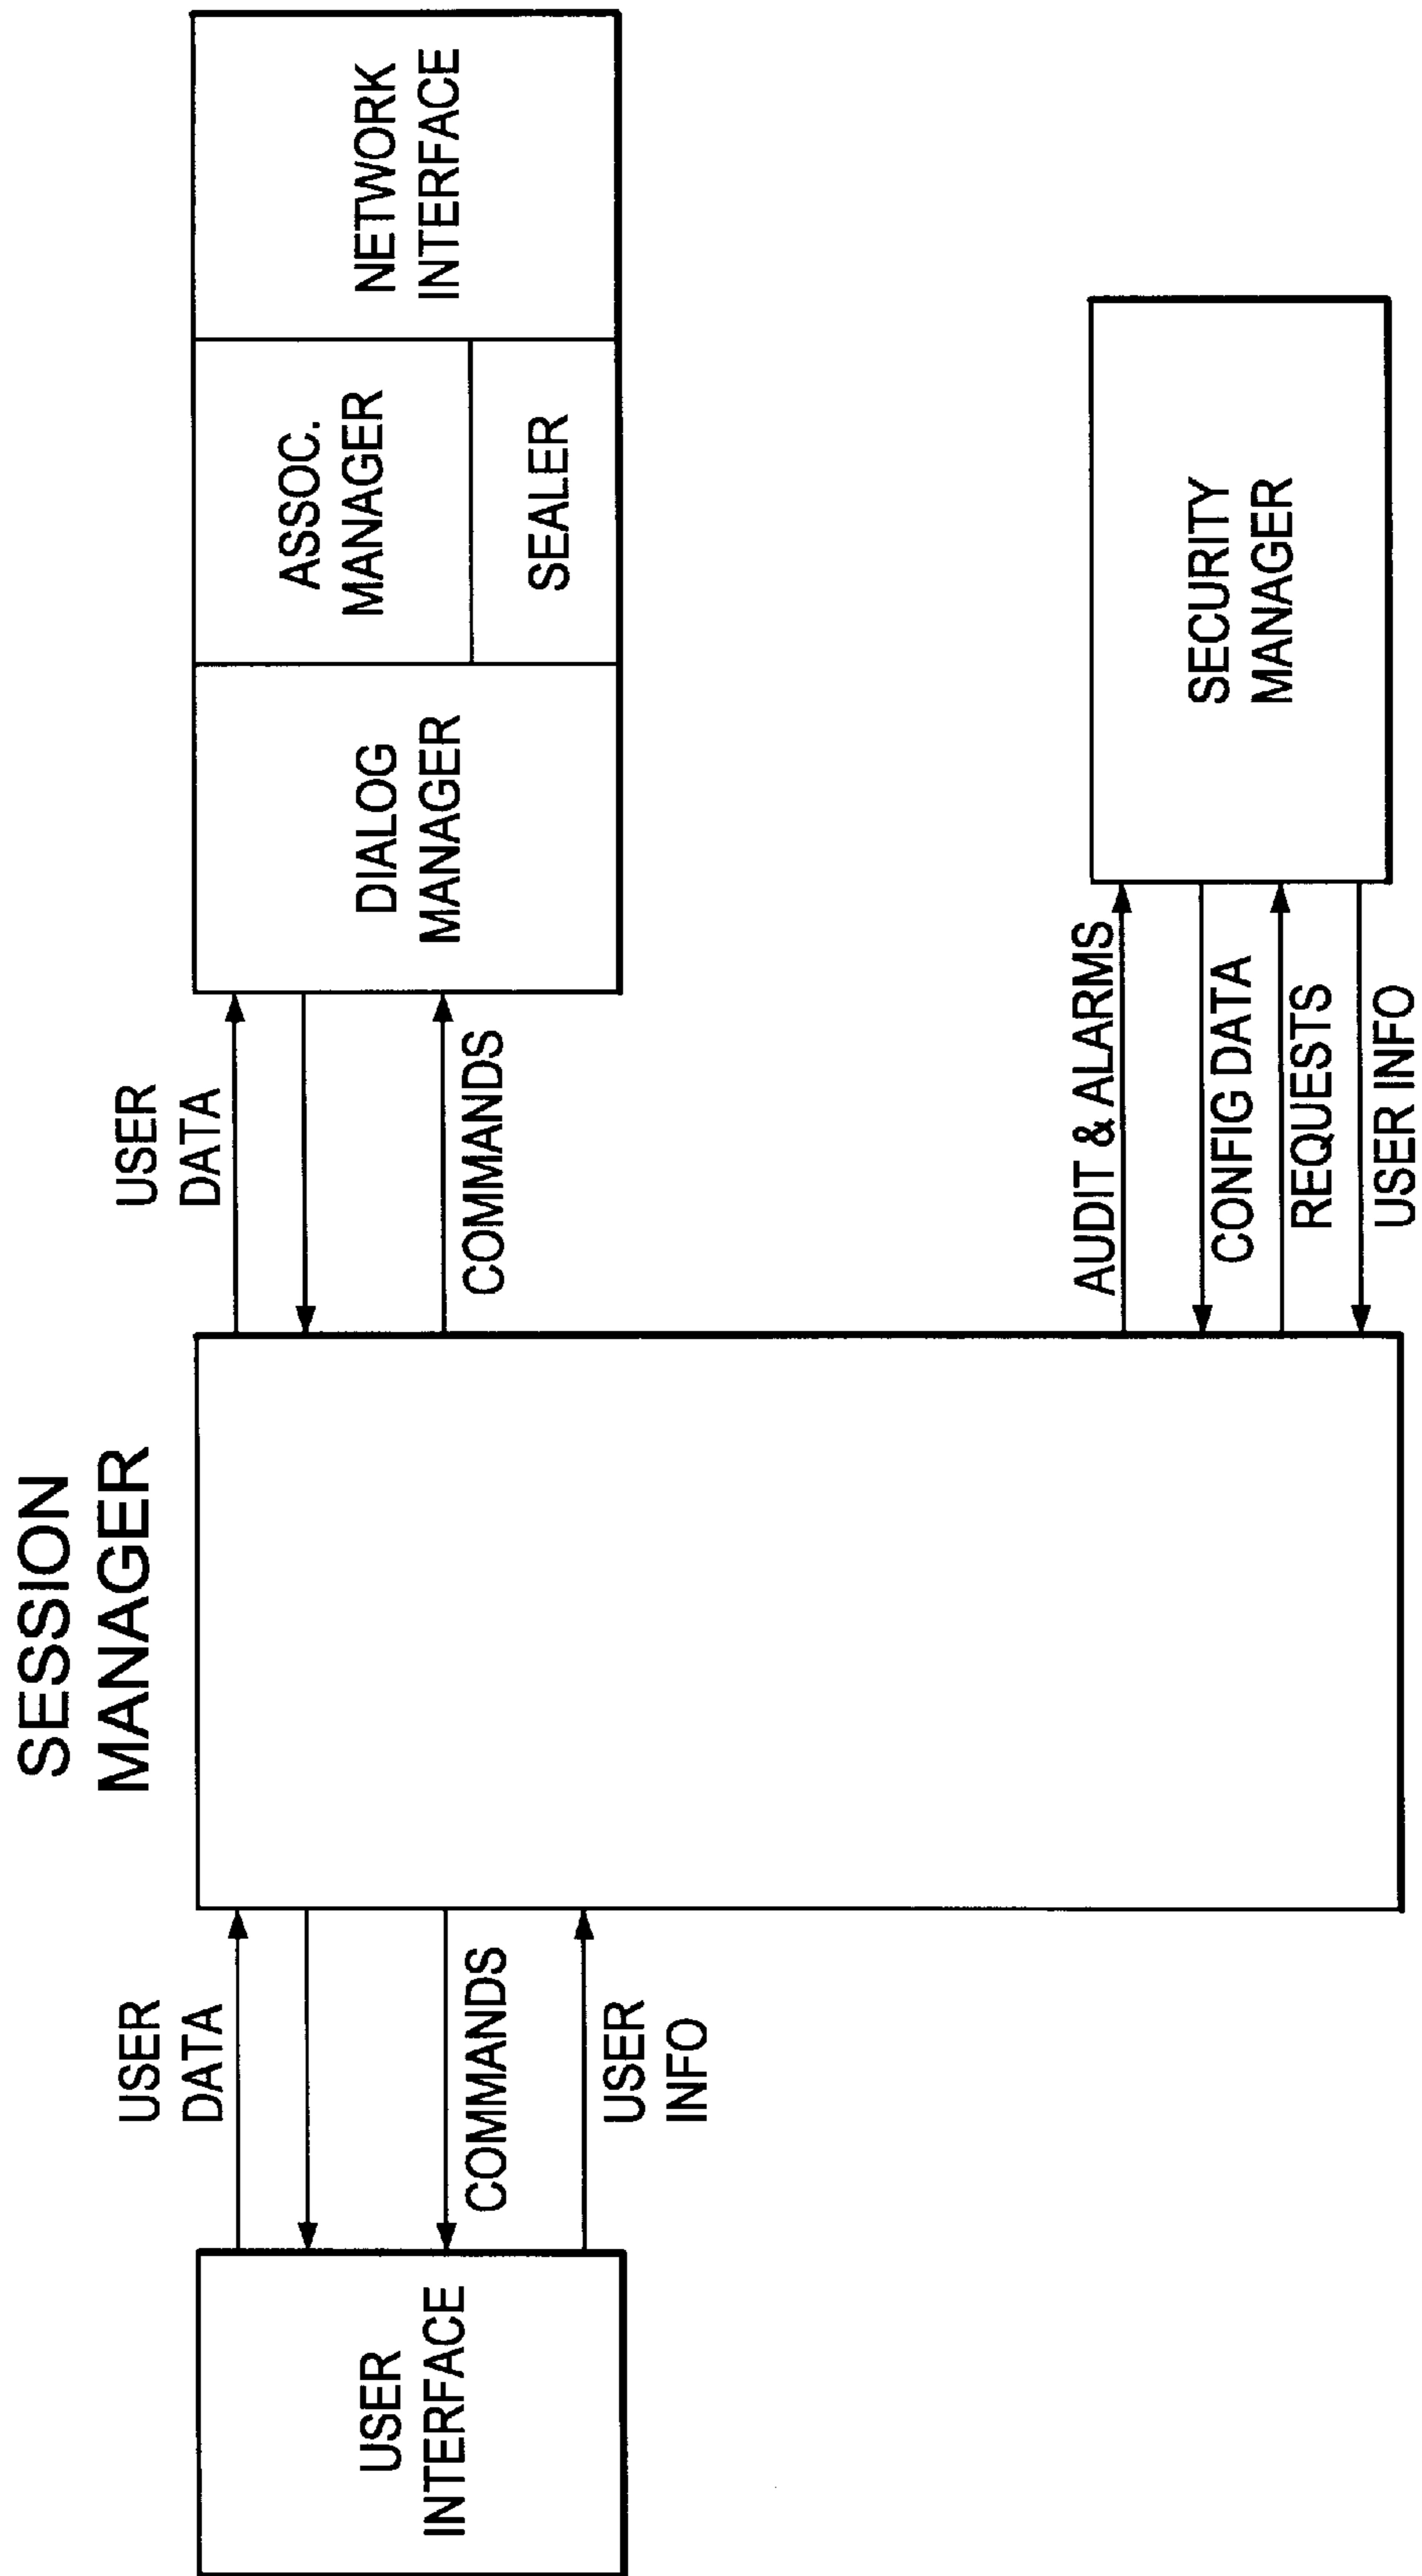 SESSION
MANAGER
USER
DATA
COMMANDS
USER
INFO
USER
INTERFACE
USER
DATA
COMMANDS
DIALOG
MANAGER
ASSOC.
MANAGER
SEALER
NETWORK
INTERFACE
AUDIT & ALARMS
CONFIG DATA
REQUESTS
USER INFO
SECURITY
MANAGER